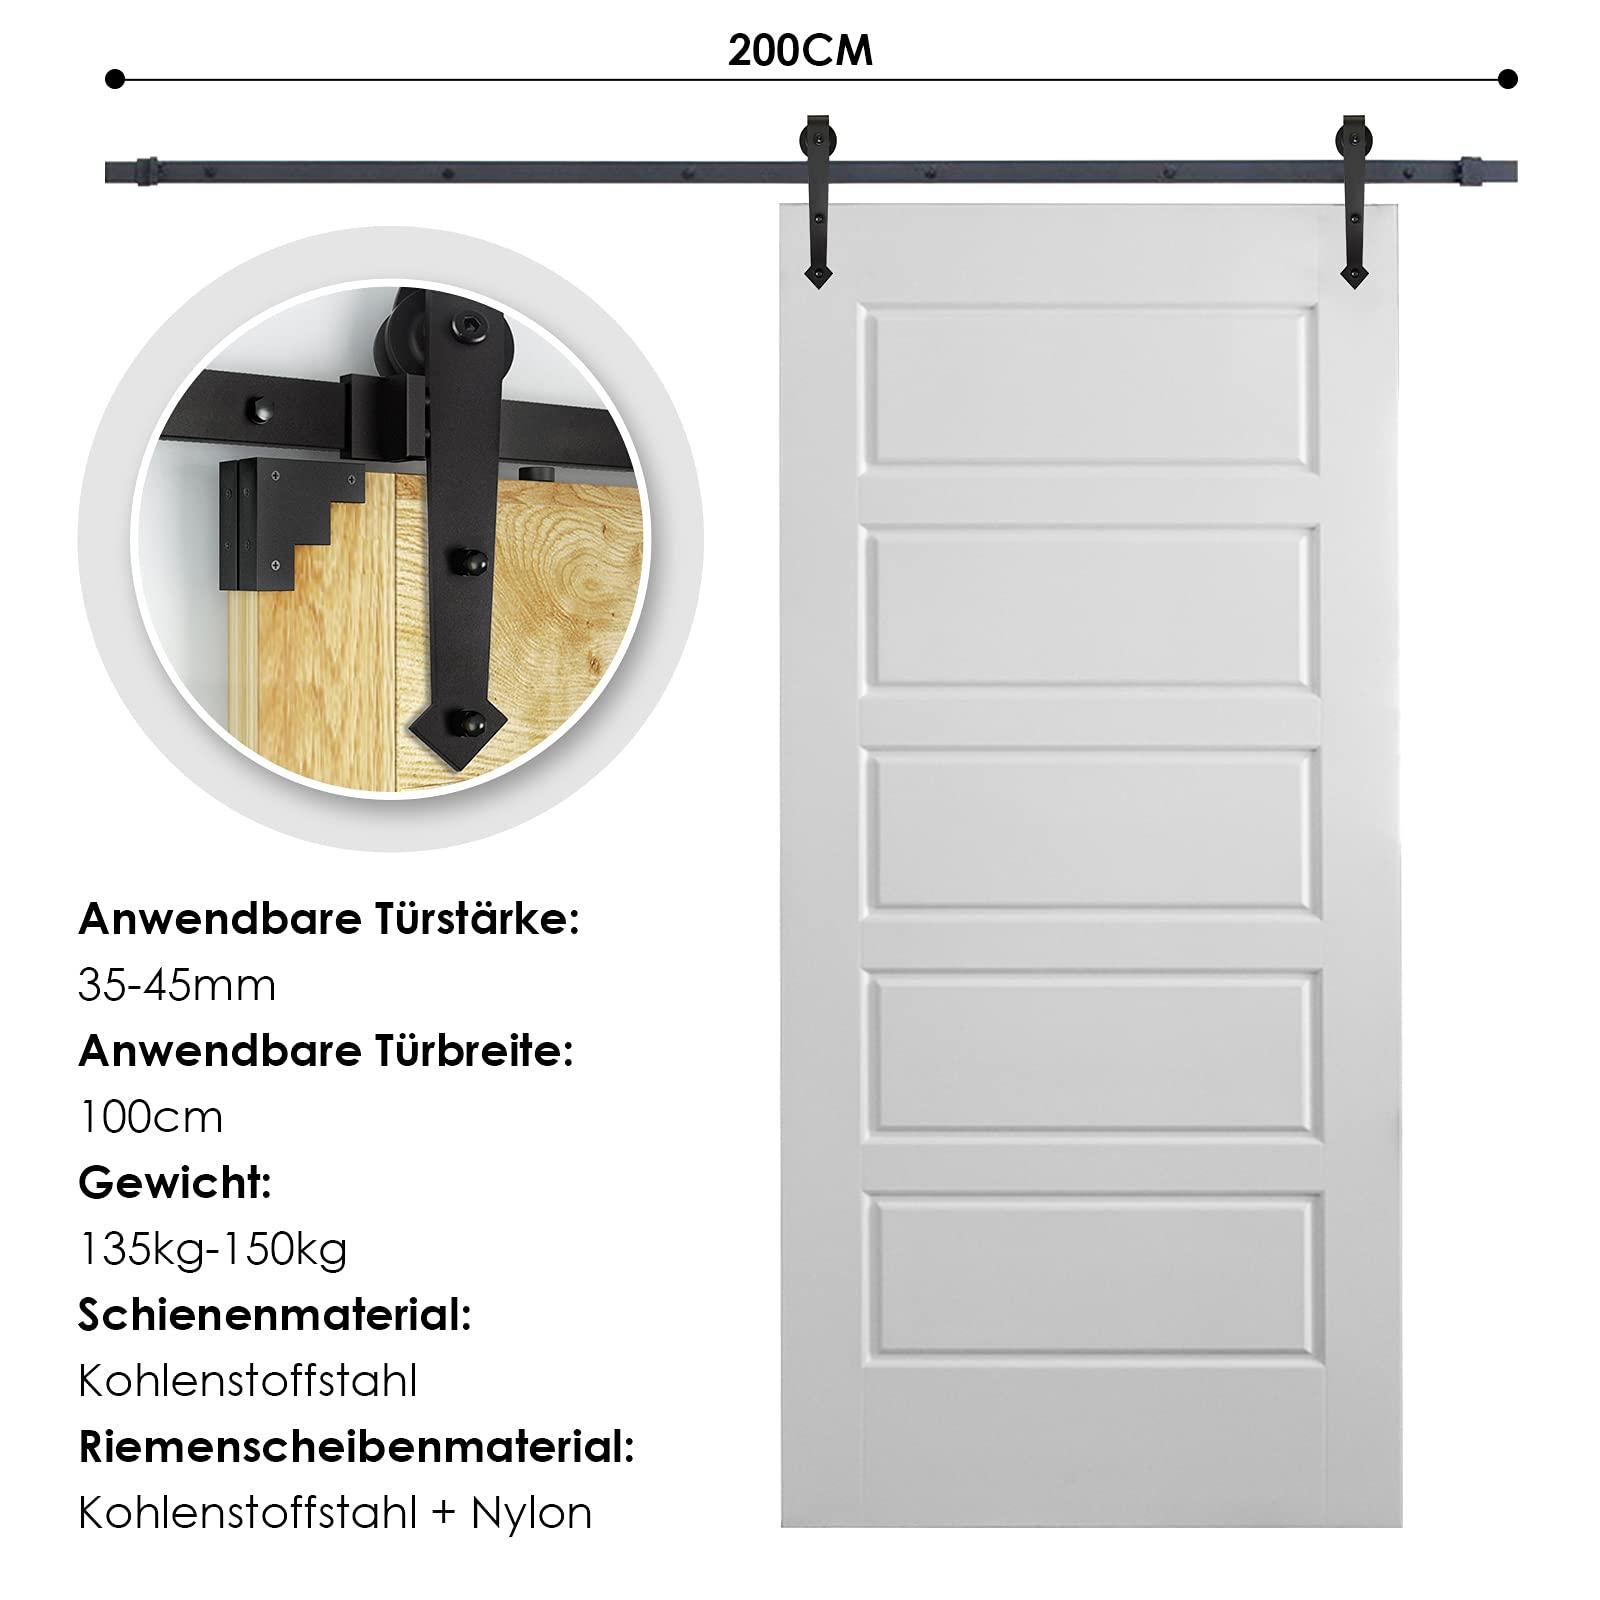 200CM
Anwendbare Türstärke:
35-45mm
Anwendbare Türbreite:
100cm
Gewicht:
135kg-150kg
Schienenmaterial:
Kohlenstoffstahl
Riemenscheibenmaterial:
Kohlenstoffstahl + Nylon